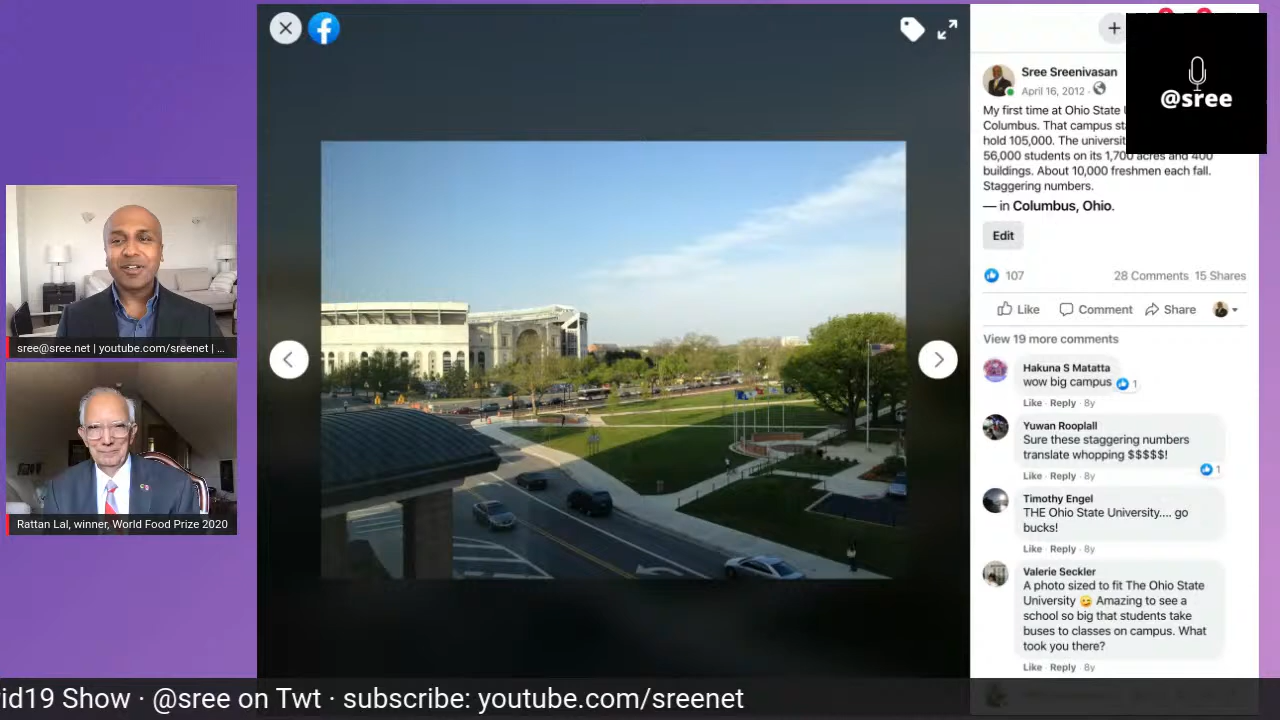 sree@sree.net | youtube.com/sreenet | ...
Rattan Lal, winner, World Food Prize 2020
Sree Sreenivasan
April 16, 2012 ·
My first time at Ohio State
Columbus. That campus
hold 105,000. The
56,000 students on its 1,700 acres and 400
buildings. About 10,000 freshmen each fall.
Staggering numbers.
— in Columbus, Ohio.
Edit
107
28 Comments 15 Shares
Like Comment Share
View 19 more comments
Hakuna S Matatta
wow big campus
1
Like · Reply · 8y
Yuwan Rooplall
Sure these staggering numbers
translate whopping $$$$$!
1
Like · Reply · 8y
Timothy Engel
THE Ohio State University.... go
bucks!
Like · Reply · 8y
Valerie Seckler
A photo sized to fit The Ohio State
University 😏 Amazing to see a
school so big that students take
buses to classes on campus. What
took you there?
Like · Reply · 8y
@sree
id19 Show · @sree on Twt · subscribe: youtube.com/sreenet